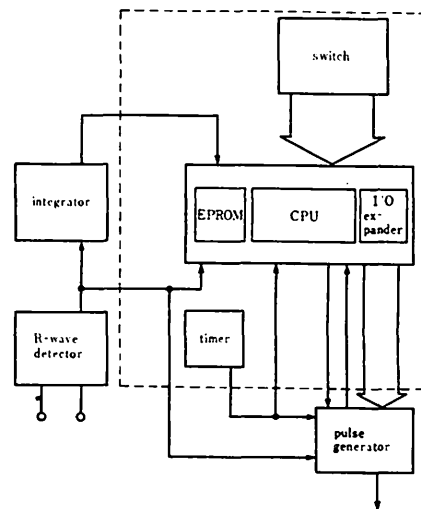 switch
integrator
EPROM
CPU
I/O
ex-
pander
R-wave
detector
timer
pulse
generator